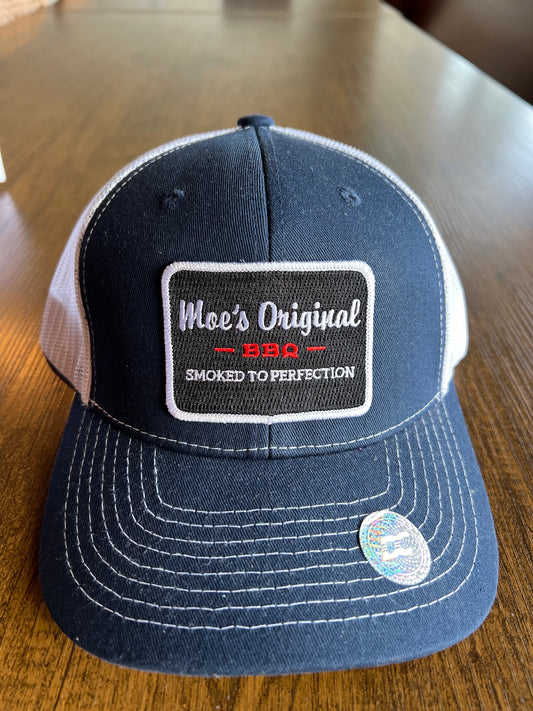 Moe's Original
— BBQ —
SMOKED TO PERFECTION